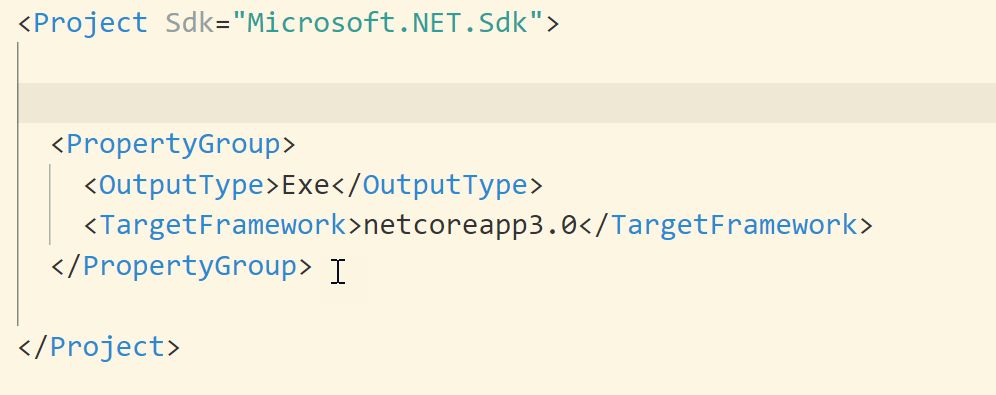 <Project Sdk="Microsoft.NET.Sdk">
<PropertyGroup>
<OutputType>Exe</OutputType>
<TargetFramework>netcoreapp3.0</TargetFramework>
</PropertyGroup>
</Project>